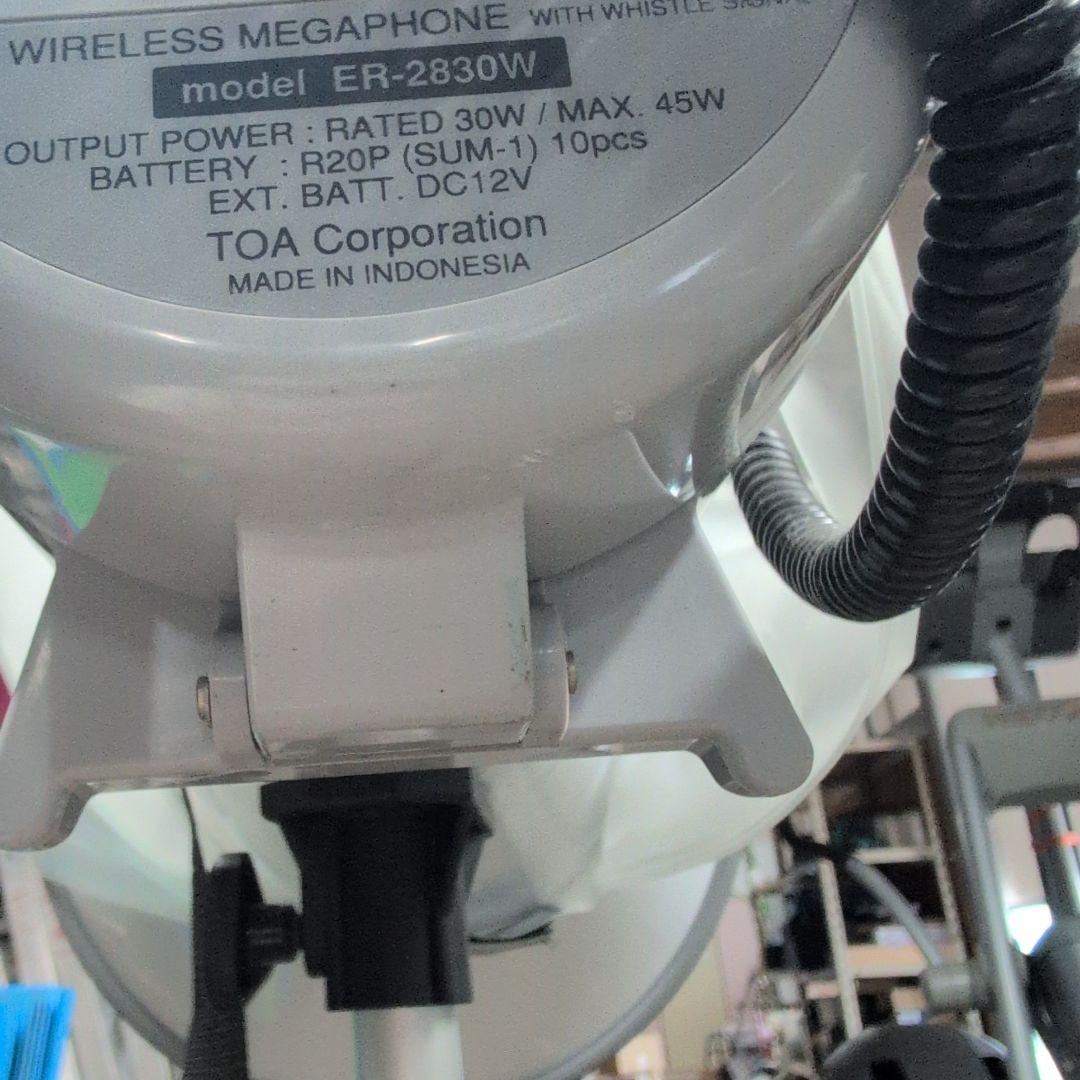 WIRELESS MEGAPHONE WITH WHISTLE SIGNAL
model ER-2830W
OUTPUT POWER : RATED 30W / MAX. 45W
BATTERY : R20P (SUM-1) 10pcs
EXT. BATT. DC12V
TOA Corporation
MADE IN INDONESIA